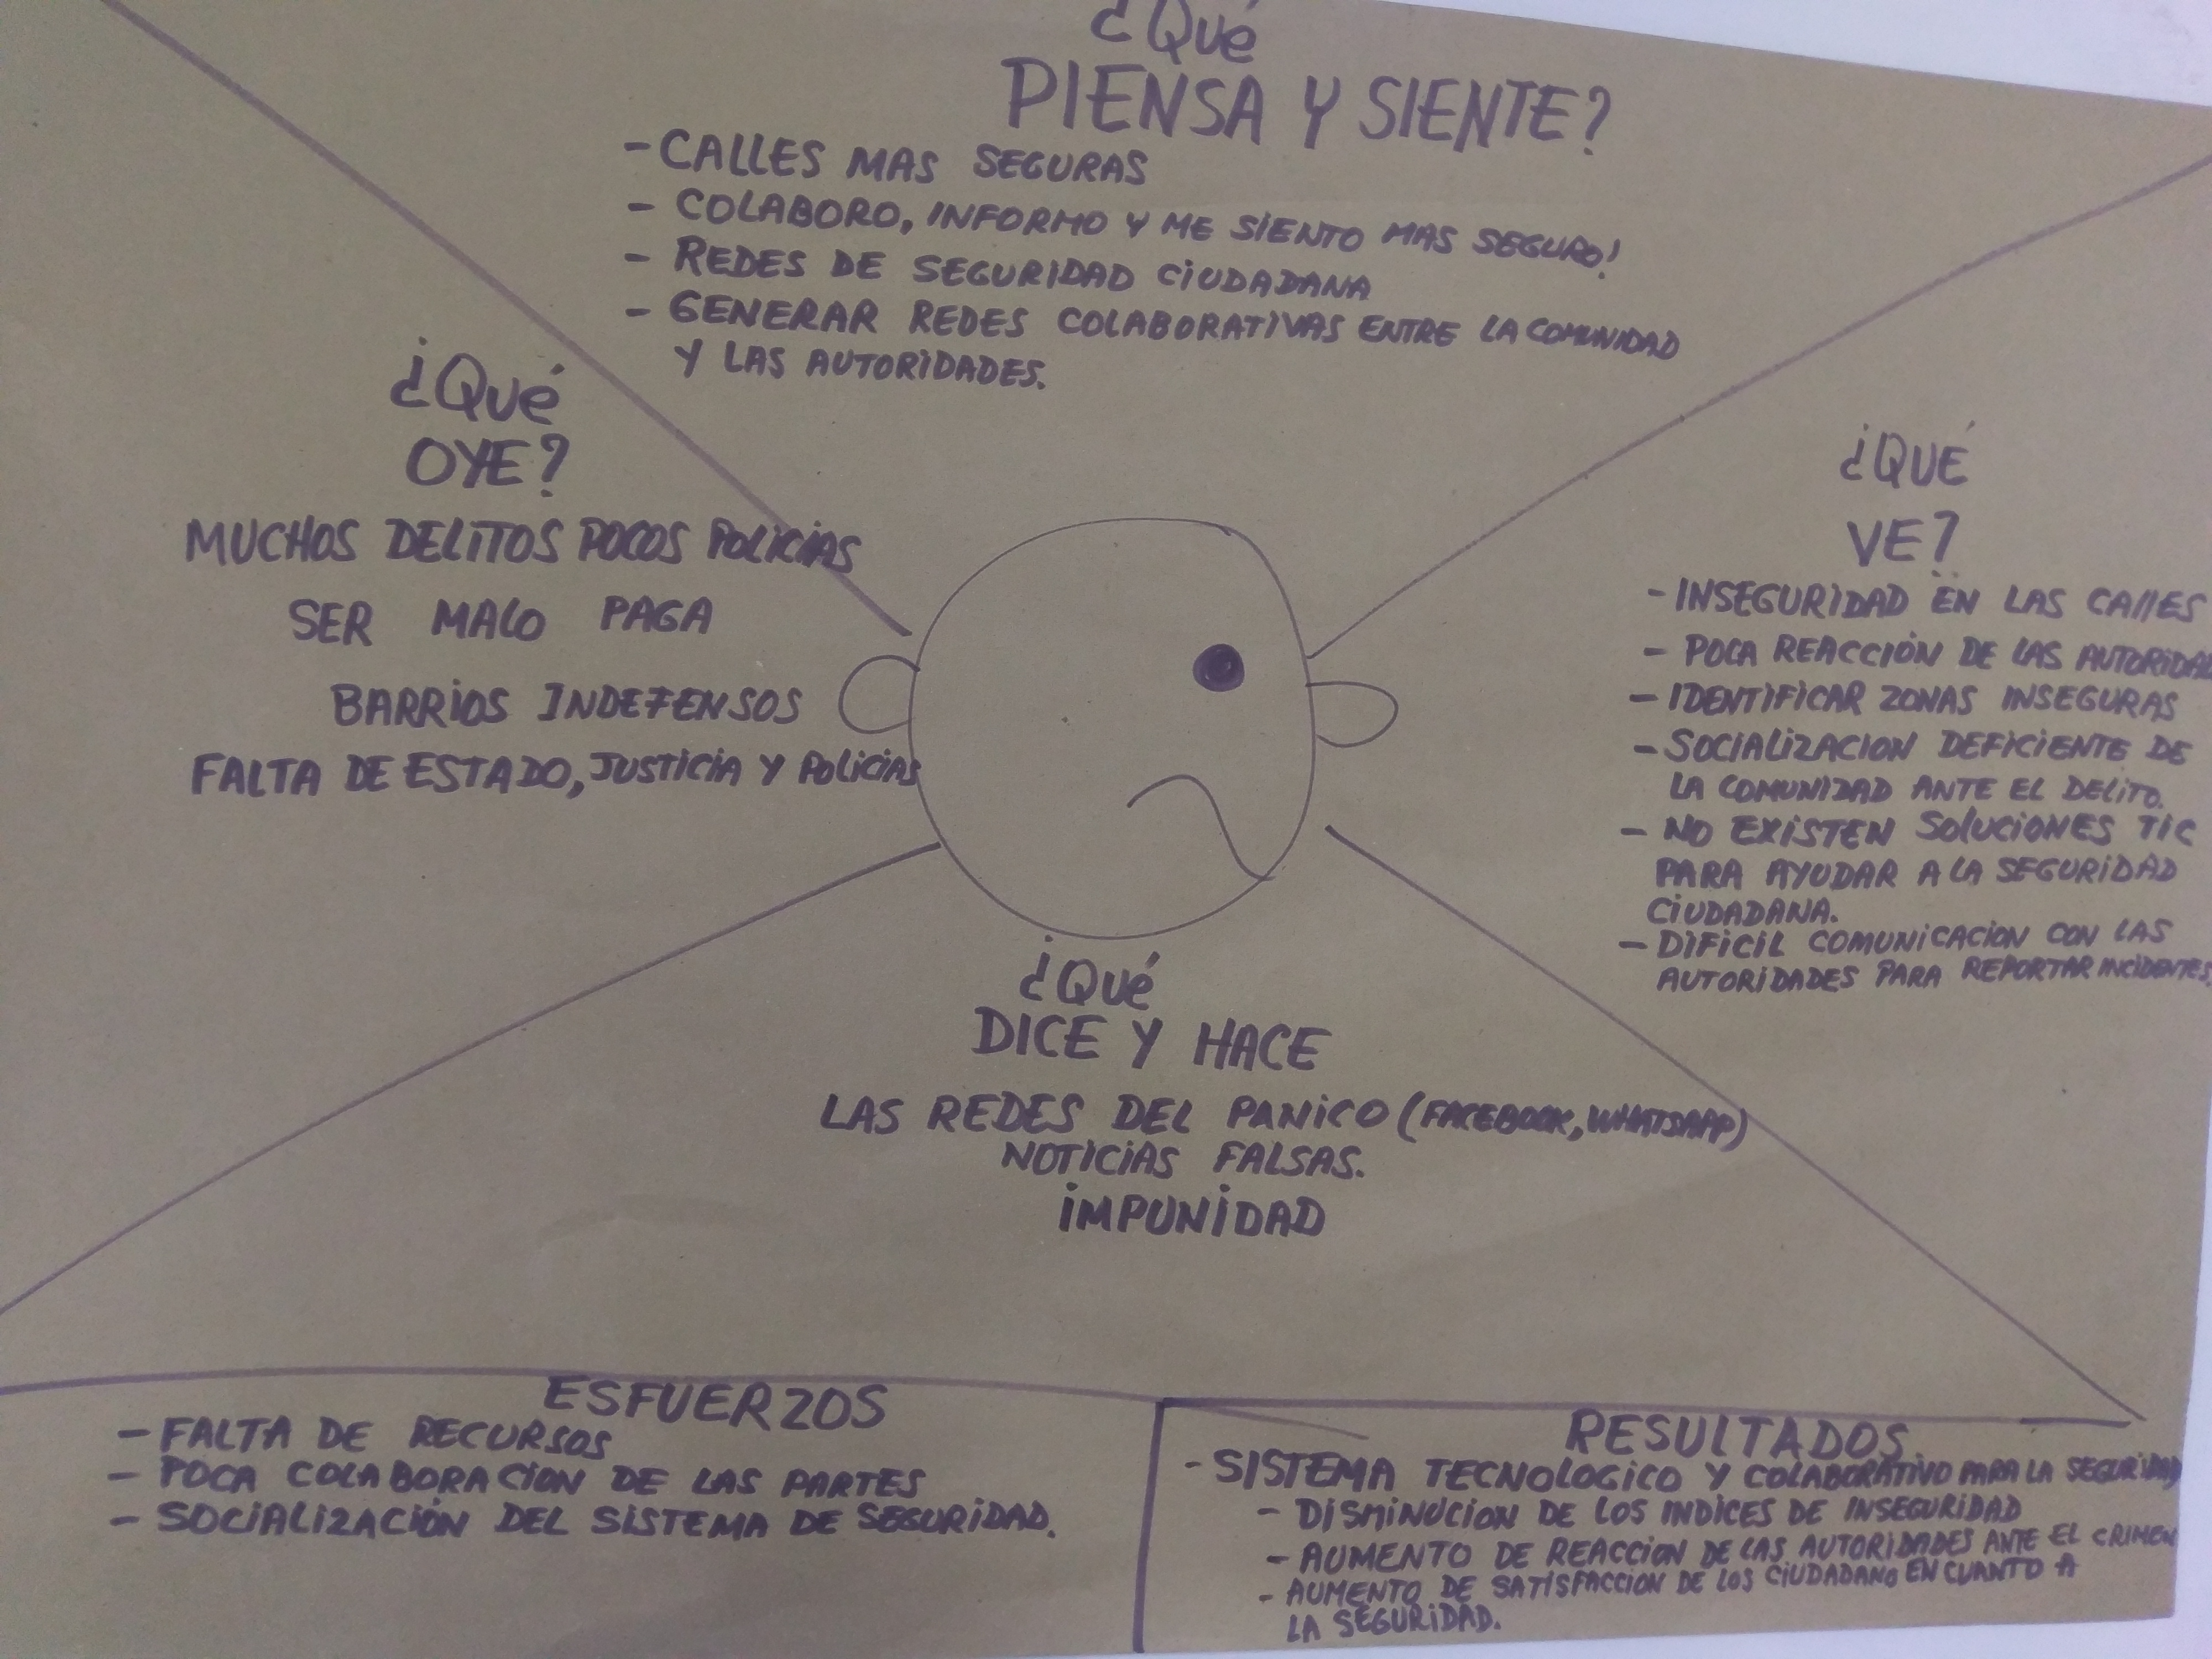 ¿Qué
PIENSA Y SIENTE?
- CALLES MAS SEGURAS
- COLABORO, INFORMO Y ME SIENTO MAS SEGURO!
- REDES DE SEGURIDAD CIUDADANA
- GENERAR REDES COLABORATIVAS ENTRE LA COMUNIDAD
Y LAS AUTORIDADES.
¿Qué
OYE?
MUCHOS DELITOS POCOS POLICIAS
SER MALO PAGA
BARRIOS INDEFENSOS
FALTA DE ESTADO, JUSTICIA Y POLICIAS
¿QUÉ
VE?
- INSEGURIDAD EN LAS CALLES
- POCA REACCIÓN DE LAS AUTORIDAD
- IDENTIFICAR ZONAS INSEGURAS
- SOCIALIZACION DEFICIENTE DE
LA COMUNIDAD ANTE EL DELITO.
- NO EXISTEN SOLUCIONES TIC
PARA AYUDAR A LA SEGURIDAD
CIUDADANA.
- DIFICIL COMUNICACION CON LAS
AUTORIDADES PARA REPORTAR INCIDENTES.
¿Qué
DICE Y HACE
LAS REDES DEL PANICO (FACEBOOK, WHATSAPP)
NOTICIAS FALSAS.
IMPUNIDAD
ESFUERZOS
- FALTA DE RECURSOS
- POCA COLABORACION DE LAS PARTES
- SOCIALIZACIÓN DEL SISTEMA DE SEGURIDAD.
RESULTADOS
- SISTEMA TECNOLOGICO Y COLABORATIVO PARA LA SEGURIDAD
- DISMINUCION DE LOS INDICES DE INSEGURIDAD
- AUMENTO DE REACCION DE LAS AUTORIDADES ANTE EL CRIMEN
- AUMENTO DE SATISFACCION DE LOS CIUDADANO EN CUANTO A
LA SEGURIDAD.